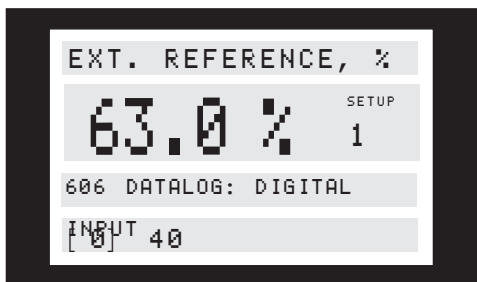 EXT. REFERENCE, %
63.0 %
SETUP
1
606 DATALOG: DIGITAL
INPUT
[ 0] 40